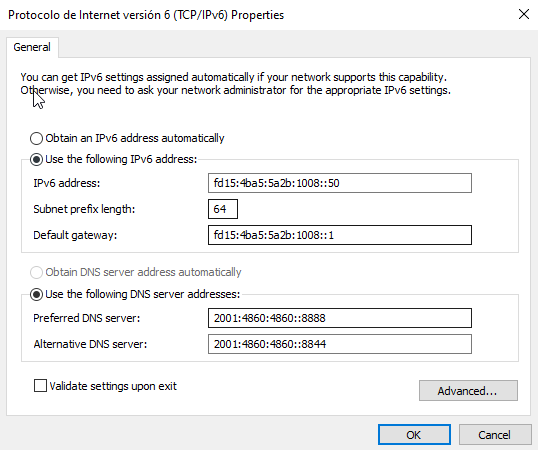 Protocolo de Internet versión 6 (TCP/IPv6) Properties
General
You can get IPv6 settings assigned automatically if your network supports this capability.
Otherwise, you need to ask your network administrator for the appropriate IPv6 settings.
Obtain an IPv6 address automatically
Use the following IPv6 address:
IPv6 address: fd15:4ba5:5a2b:1008::50
Subnet prefix length: 64
Default gateway: fd15:4ba5:5a2b:1008::1
Obtain DNS server address automatically
Use the following DNS server addresses:
Preferred DNS server: 2001:4860:4860::8888
Alternative DNS server: 2001:4860:4860::8844
Validate settings upon exit
Advanced...
OK Cancel